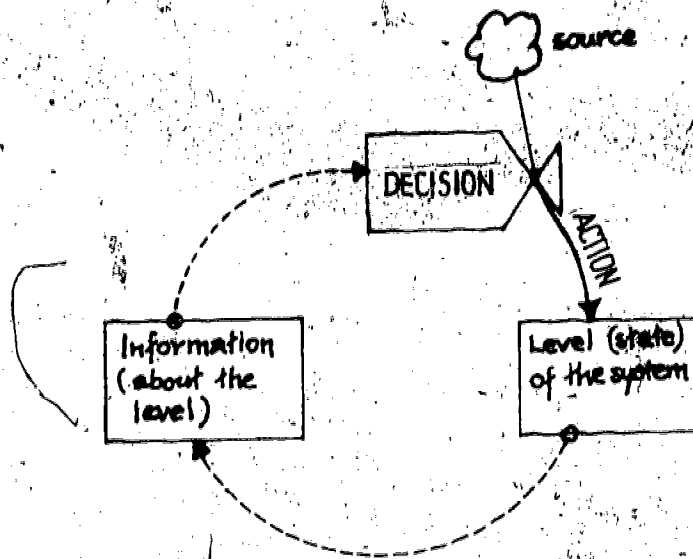 source
DECISION
ACTION
Information
(about the
level)
Level (state)
of the system